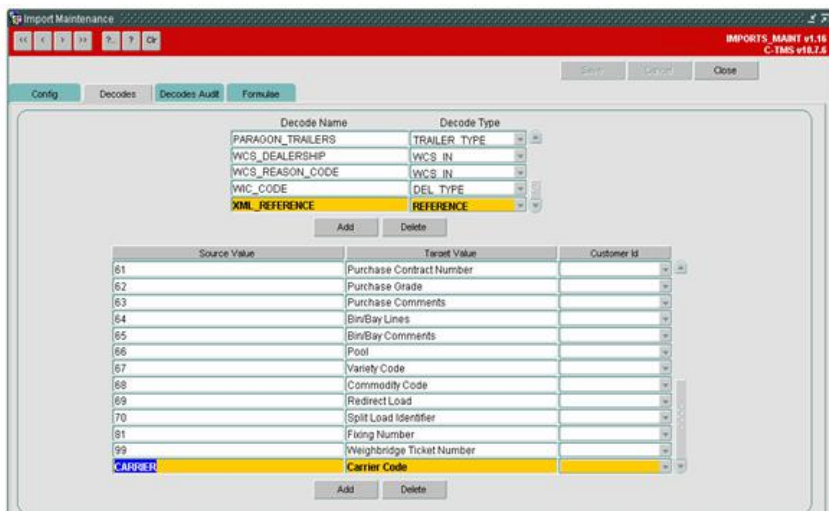 Import Maintenance
<< < > >> ?.. ? Clr
IMPORTS_MAINT v1.16
C-TMS v10.7.6
Save Cancel Close
Config Decodes Decodes Audit Formulae
Decode Name Decode Type
PARAGON_TRAILERS TRAILER_TYPE
WCS_DEALERSHIP WCS_IN
WCS_REASON_CODE WCS_IN
WIC_CODE DEL_TYPE
XML_REFERENCE REFERENCE
Add Delete
Source Value Target Value Customer Id
61 Purchase Contract Number
62 Purchase Grade
63 Purchase Comments
64 Bin/Bay Lines
65 Bin/Bay Comments
66 Pool
67 Variety Code
68 Commodity Code
69 Redirect Load
70 Split Load Identifier
81 Fixing Number
99 Weighbridge Ticket Number
CARRIER Carrier Code
Add Delete